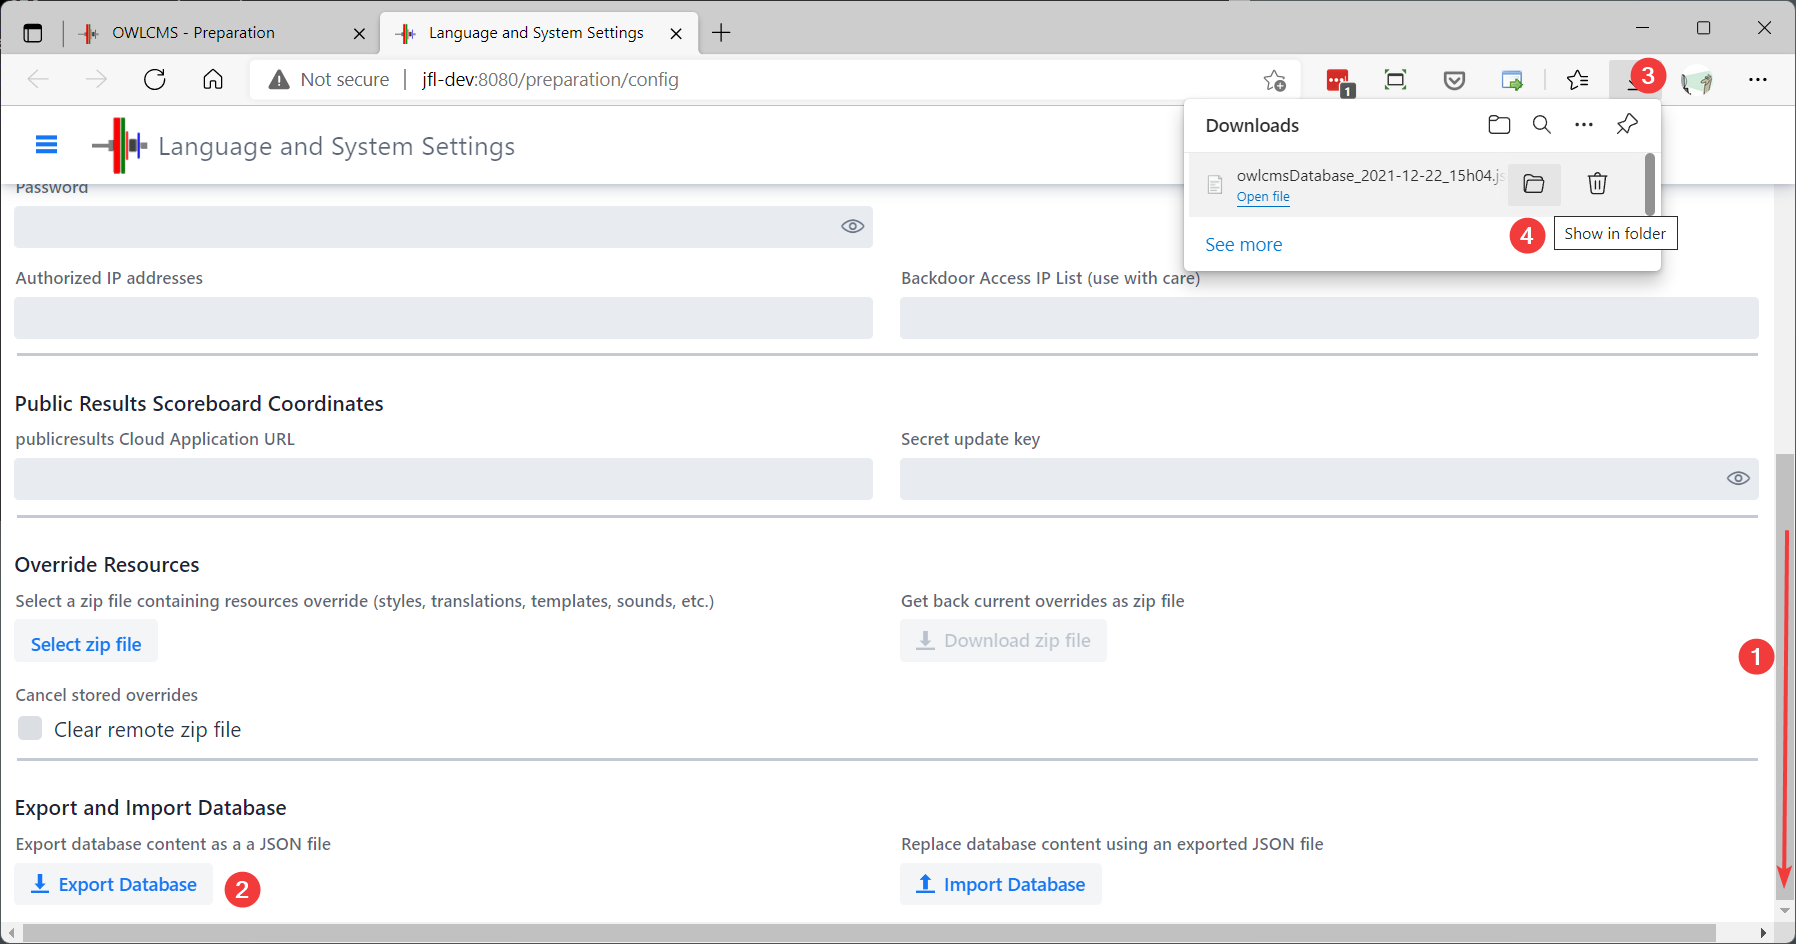 OWLCMS - Preparation
Language and System Settings
Not secure
jfl-dev:8080/preparation/config
1
3
Language and System Settings
Downloads
owlcmsDatabase_2021-12-22_15h04.js
Open file
4
Show in folder
See more
Password
Authorized IP addresses
Backdoor Access IP List (use with care)
Public Results Scoreboard Coordinates
publicresults Cloud Application URL
Secret update key
Override Resources
Select a zip file containing resources override (styles, translations, templates, sounds, etc.)
Get back current overrides as zip file
Select zip file
Download zip file
1
Cancel stored overrides
Clear remote zip file
Export and Import Database
Export database content as a a JSON file
Replace database content using an exported JSON file
Export Database
2
Import Database